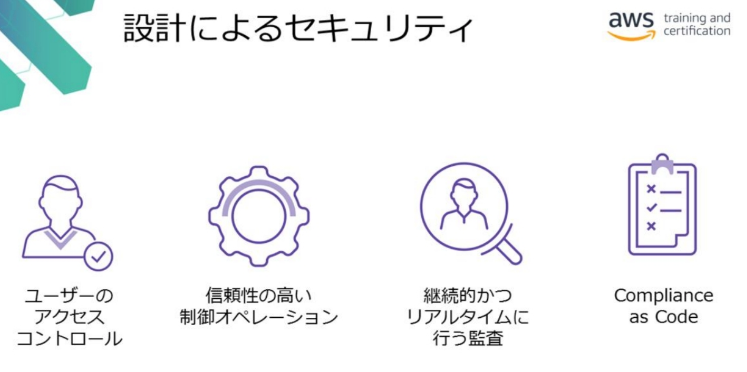 設計によるセキュリティ
aws training and
certification
ユーザーの
アクセス
コントロール
信頼性の高い
制御オペレーション
継続的かつ
リアルタイムに
行う監査
Compliance
as Code